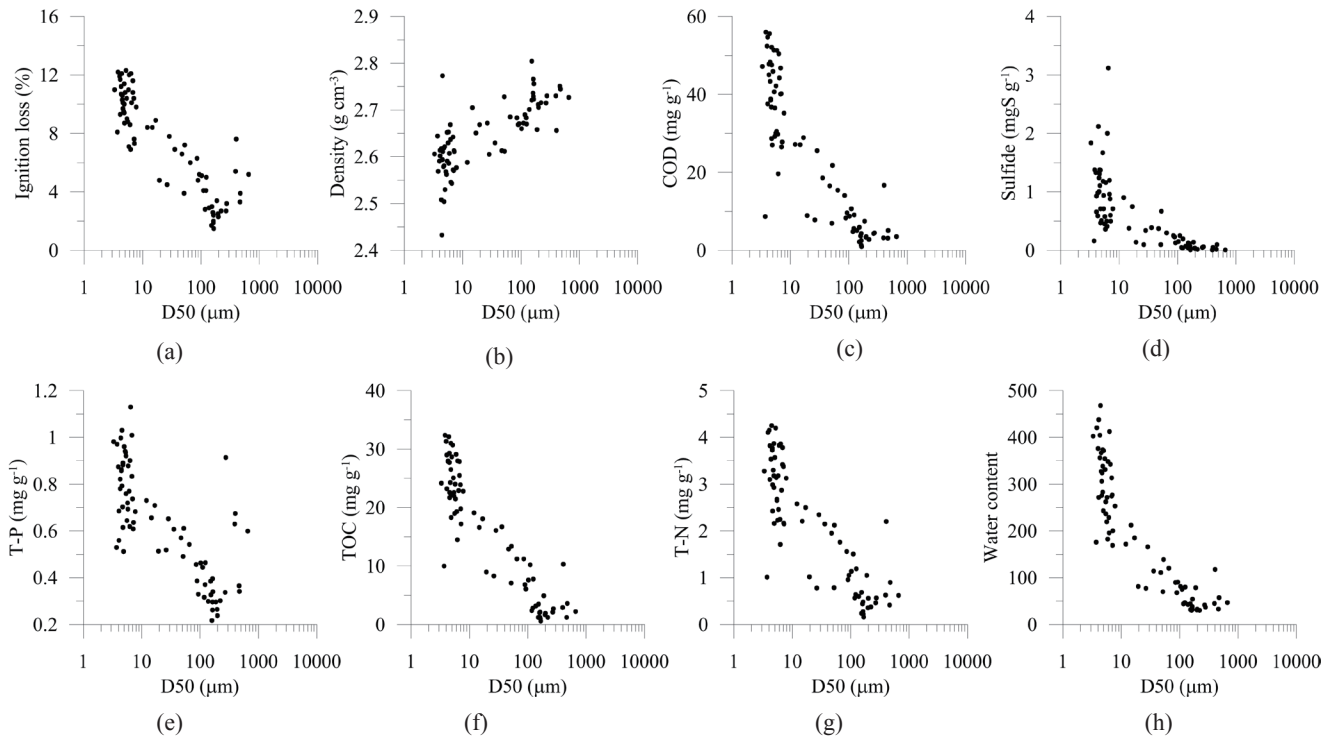 Ignition loss (%)
16
12
8
4
0
1 10 100 1000 10000
D50 (μm)
(a)
Density (g cm⁻³)
2.9
2.8
2.7
2.6
2.5
2.4
1 10 100 1000 10000
D50 (μm)
(b)
COD (mg g⁻¹)
60
40
20
0
1 10 100 1000 10000
D50 (μm)
(c)
Sulfide (mgS g⁻¹)
4
3
2
1
0
1 10 100 1000 10000
D50 (μm)
(d)
T-P (mg g⁻¹)
1.2
1
0.8
0.6
0.4
0.2
1 10 100 1000 10000
D50 (μm)
(e)
TOC (mg g⁻¹)
40
30
20
10
0
1 10 100 1000 10000
D50 (μm)
(f)
T-N (mg g⁻¹)
5
4
3
2
1
0
1 10 100 1000 10000
D50 (μm)
(g)
Water content
500
400
300
200
100
0
1 10 100 1000 10000
D50 (μm)
(h)